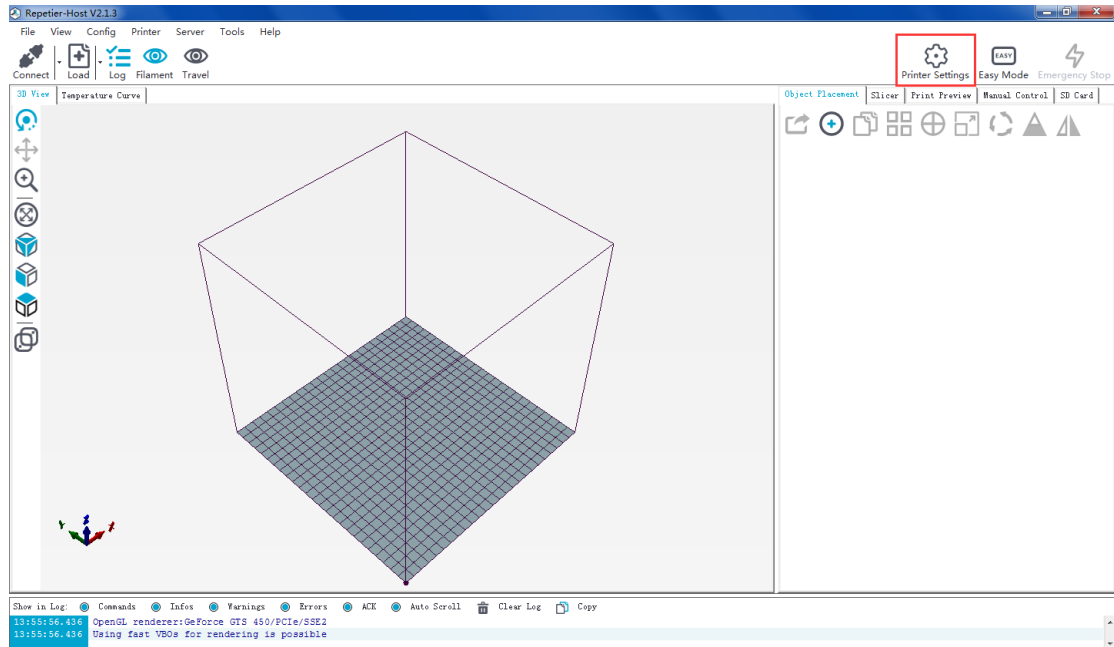 Repetier-Host V2.1.3
File View Config Printer Server Tools Help
Connect Load Log Filament Travel Printer Settings EASY Easy Mode Emergency Stop
3D View Temperature Curve Object Placement Slicer Print Preview Manual Control SD Card
Show in Log: Commands Infos Warnings Errors ACK Auto Scroll Clear Log Copy
13:55:56.436 OpenGL renderer:GeForce GTS 450/PCIe/SSE2
13:55:56.436 Using fast VBOs for rendering is possible